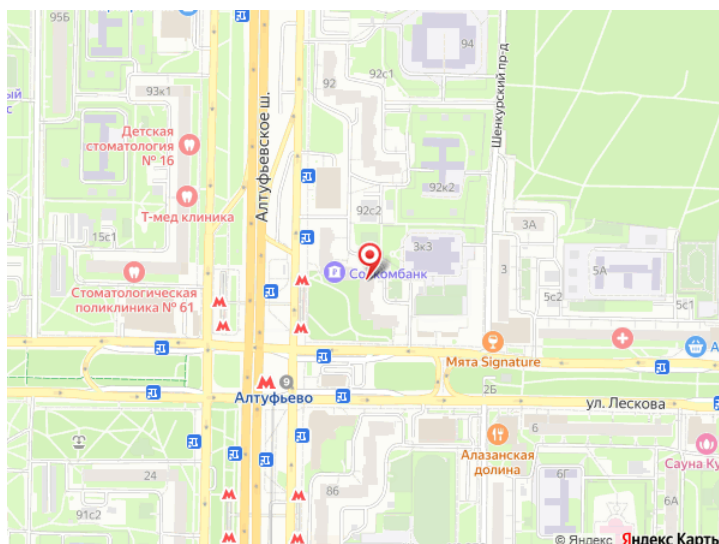 95Б
94
92с1
92
93к1
Шенкурский пр-д
Алтуфьевское ш.
Детская
стоматология
№ 16
92к2
Т-мед клиника
92с2
3А
15с1
3к3
3
Совкомбанк
5А
5с2
5с1
Стоматологическая
поликлиника № 61
Мята Signature
А
9
Алтуфьево
2Б
ул. Лескова
6
Алазанская
долина
Сауна Ку
24
86
6Г
6А
91с2
© Яндекс Яндекс Карты